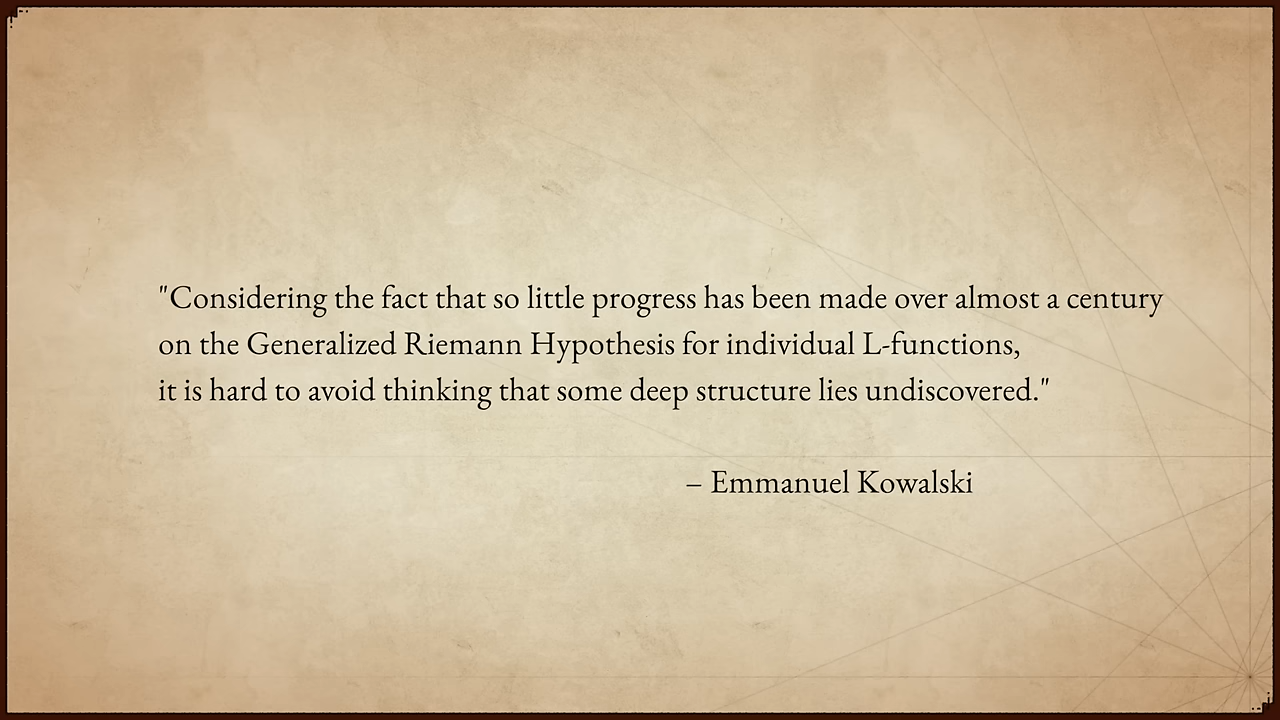 "Considering the fact that so little progress has been made over almost a century
on the Generalized Riemann Hypothesis for individual L-functions,
it is hard to avoid thinking that some deep structure lies undiscovered."
– Emmanuel Kowalski